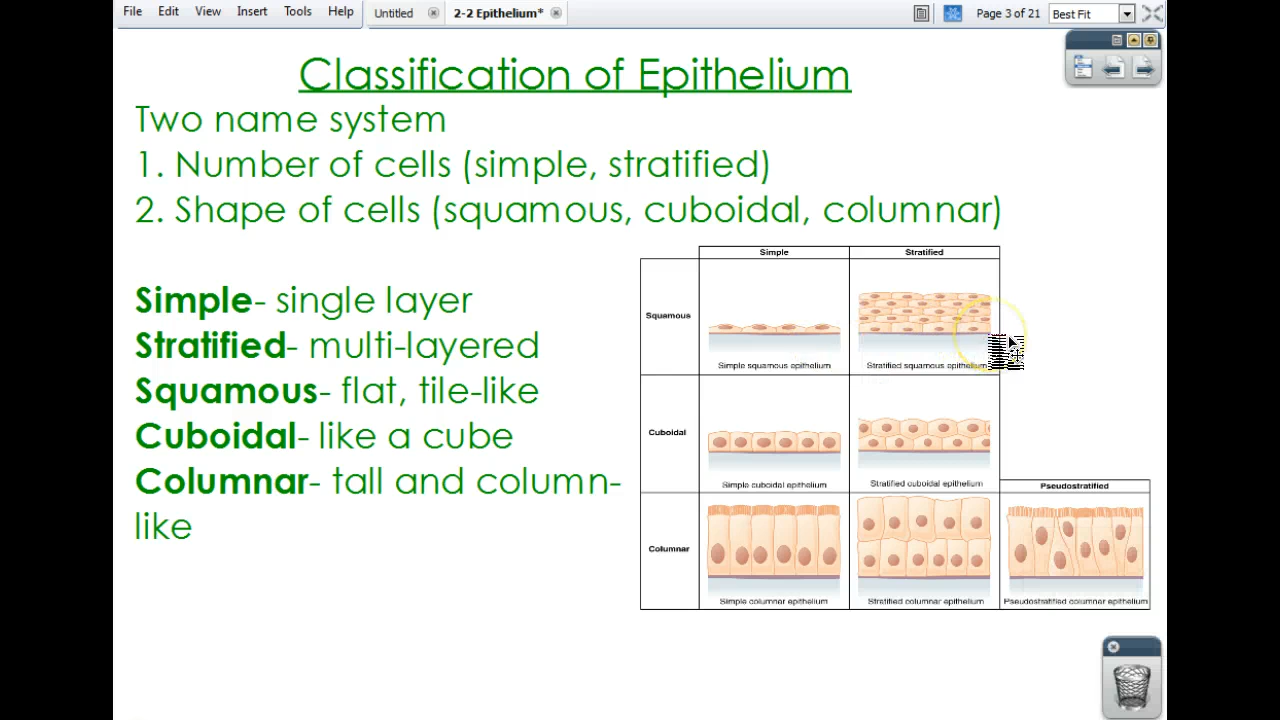 File Edit View Insert Tools Help Untitled 2-2 Epithelium* Page 3 of 21 Best Fit
Classification of Epithelium
Two name system
1. Number of cells (simple, stratified)
2. Shape of cells (squamous, cuboidal, columnar)
Simple- single layer
Stratified- multi-layered
Squamous- flat, tile-like
Cuboidal- like a cube
Columnar- tall and column-
like
Simple Stratified
Squamous
Simple squamous epithelium Stratified squamous epithelium
Cuboidal
Simple cuboidal epithelium Stratified cuboidal epithelium
Pseudostratified
Columnar
Simple columnar epithelium Stratified columnar epithelium Pseudostratified columnar epithelium